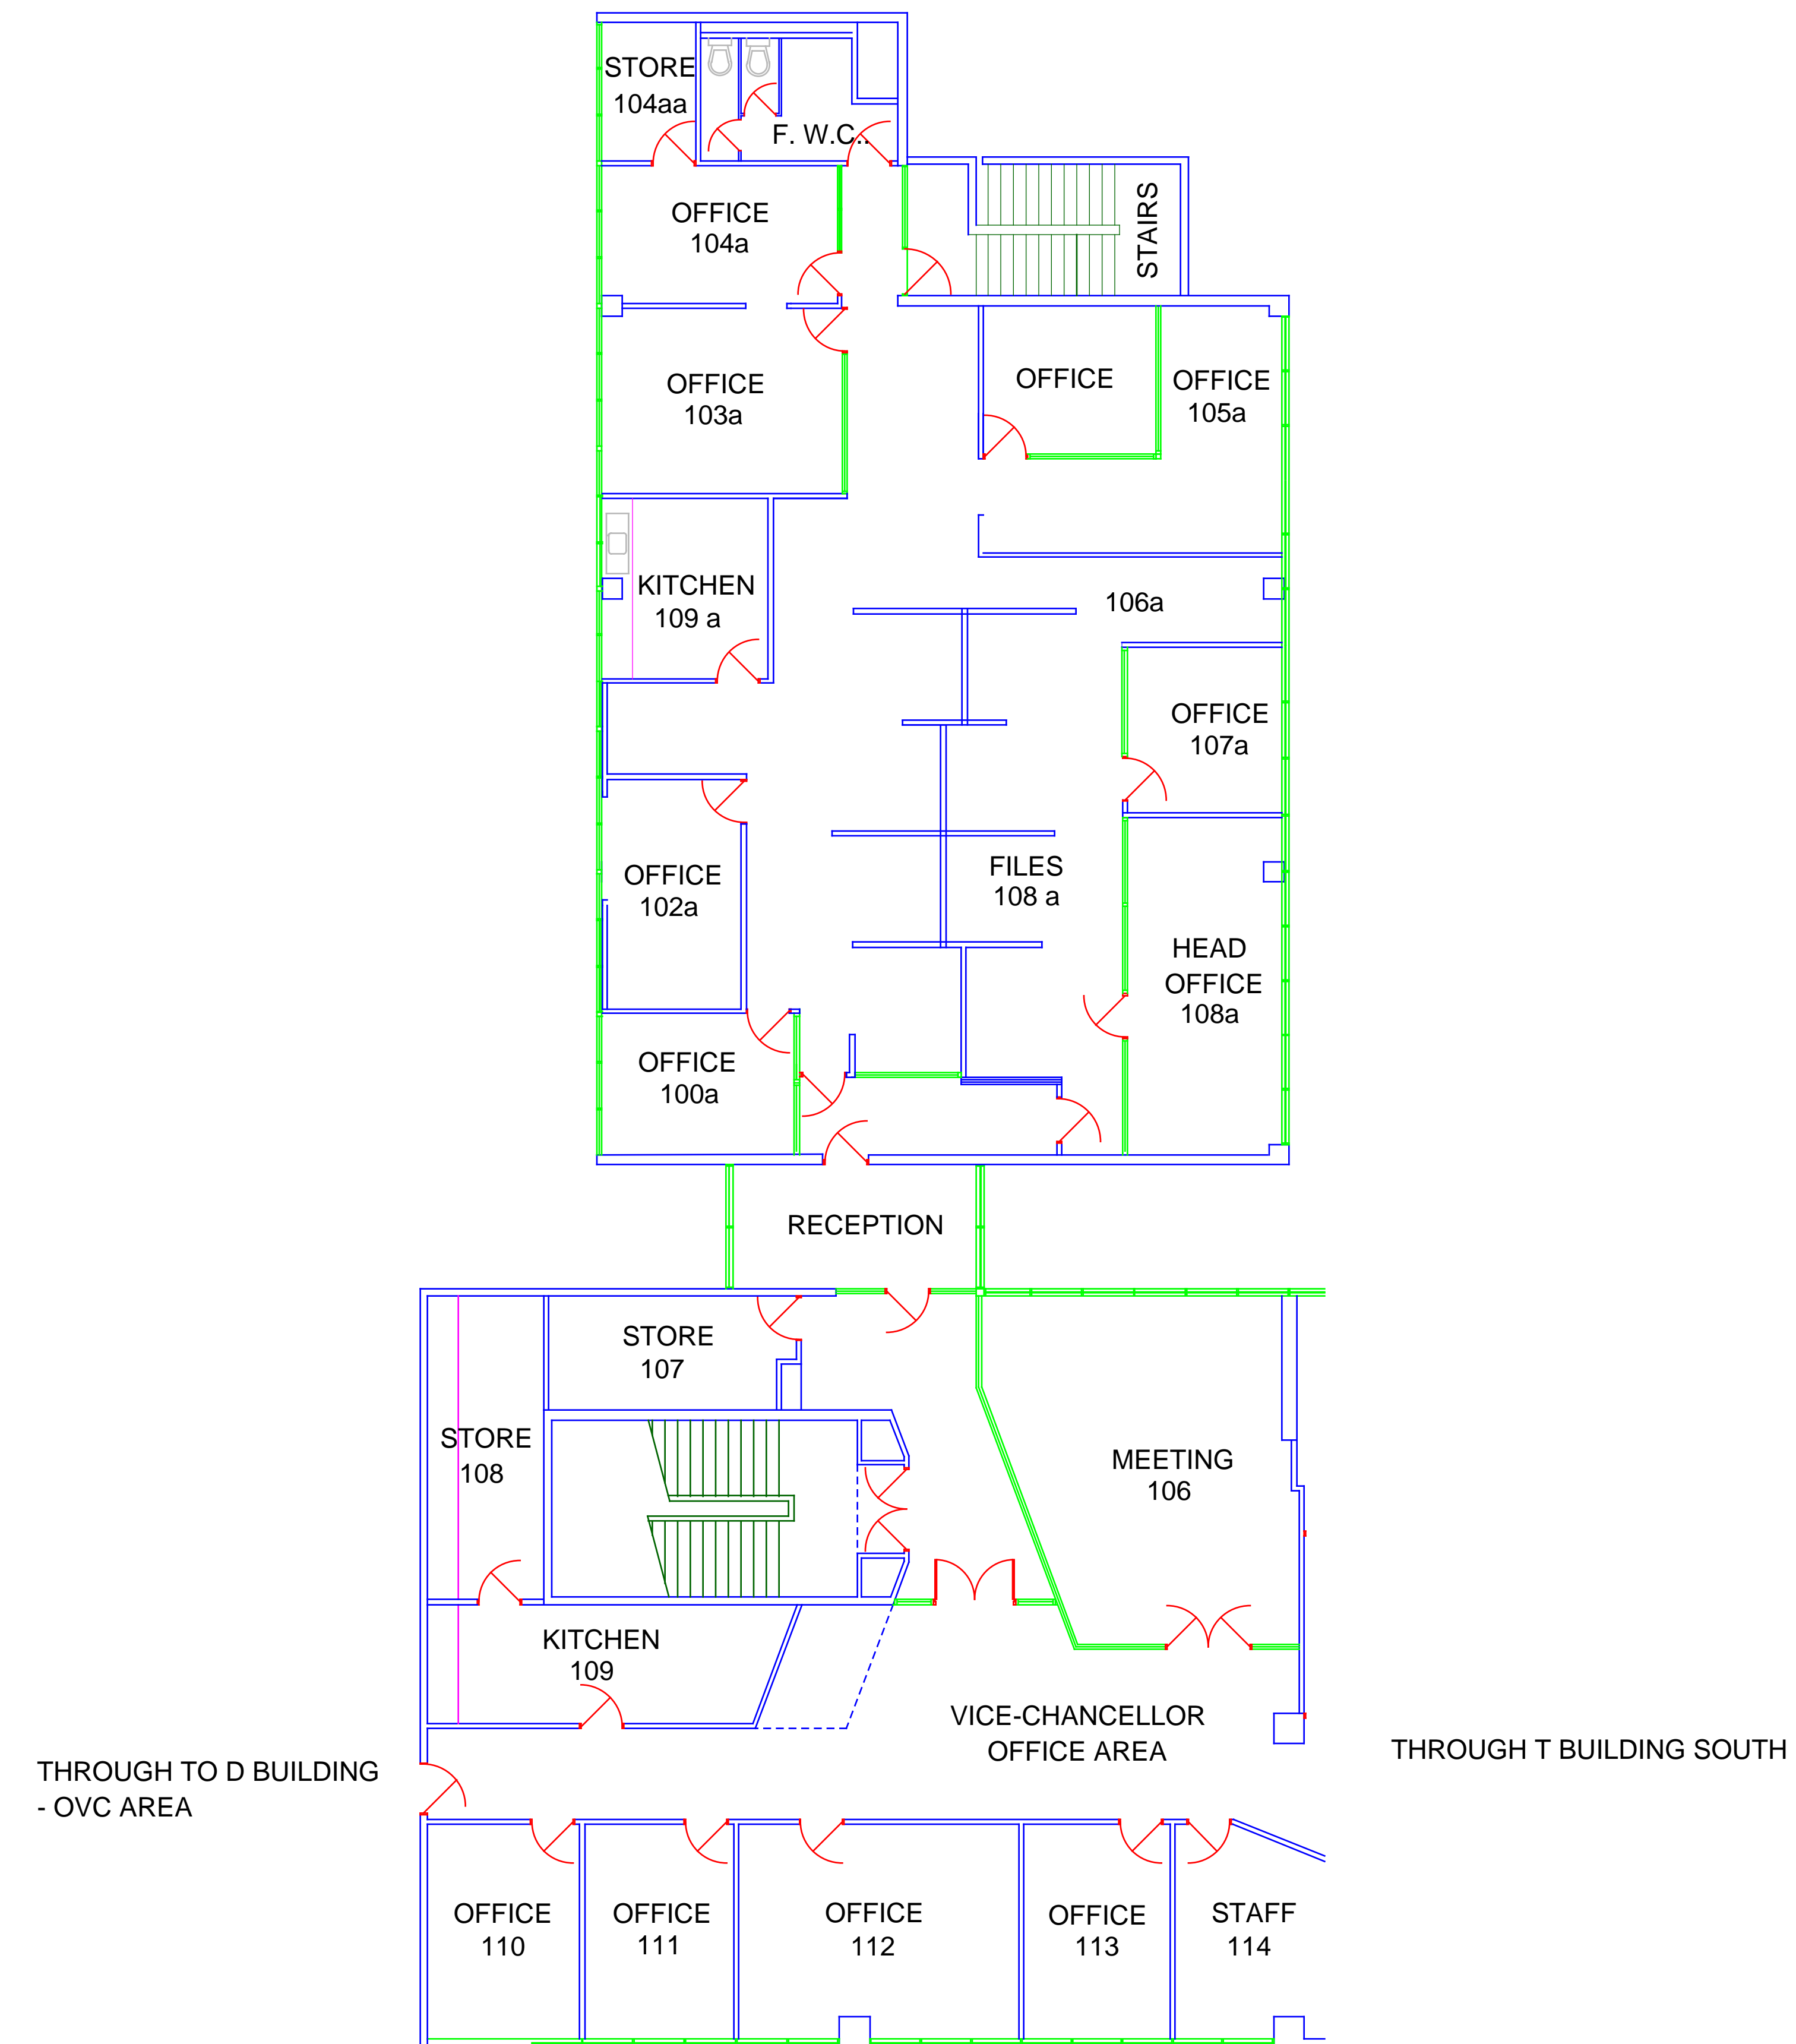 STORE
104aa
F. W.C..
STAIRS
OFFICE
104a
OFFICE
103a
OFFICE
OFFICE
105a
KITCHEN
109 a
106a
OFFICE
107a
OFFICE
102a
FILES
108 a
HEAD
OFFICE
108a
OFFICE
100a
RECEPTION
STORE
107
STORE
108
MEETING
106
KITCHEN
109
VICE-CHANCELLOR
OFFICE AREA
THROUGH T BUILDING SOUTH
THROUGH TO D BUILDING
- OVC AREA
OFFICE
110
OFFICE
111
OFFICE
112
OFFICE
113
STAFF
114